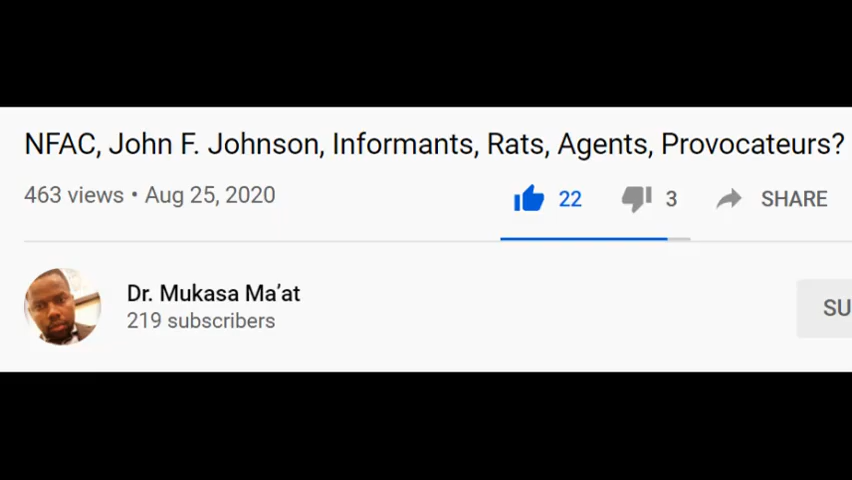 NFAC, John F. Johnson, Informants, Rats, Agents, Provocateurs?
463 views • Aug 25, 2020 22 3 SHARE
Dr. Mukasa Ma’at
219 subscribers
SU